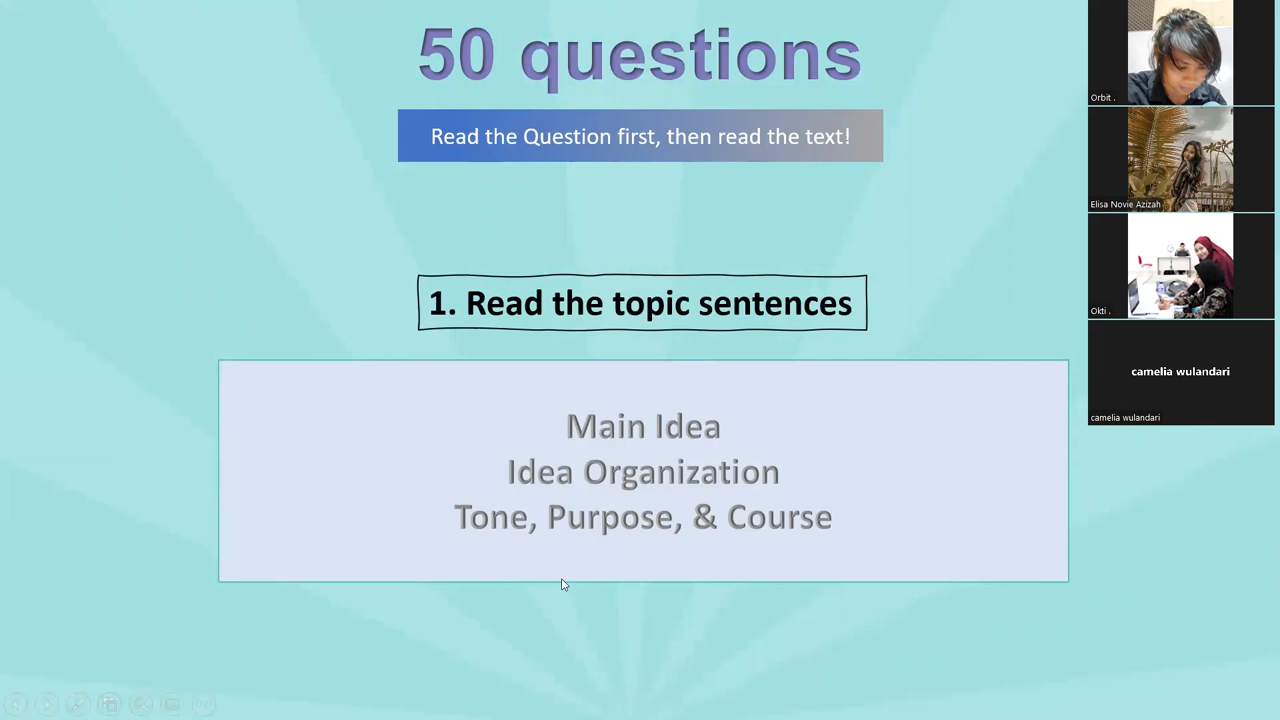 50 questions
Read the Question first, then read the text!
1. Read the topic sentences
Main Idea
Idea Organization
Tone, Purpose, & Course
Orbit .
Elisa Novie Azizah
Okti .
camelia wulandari
camelia wulandari